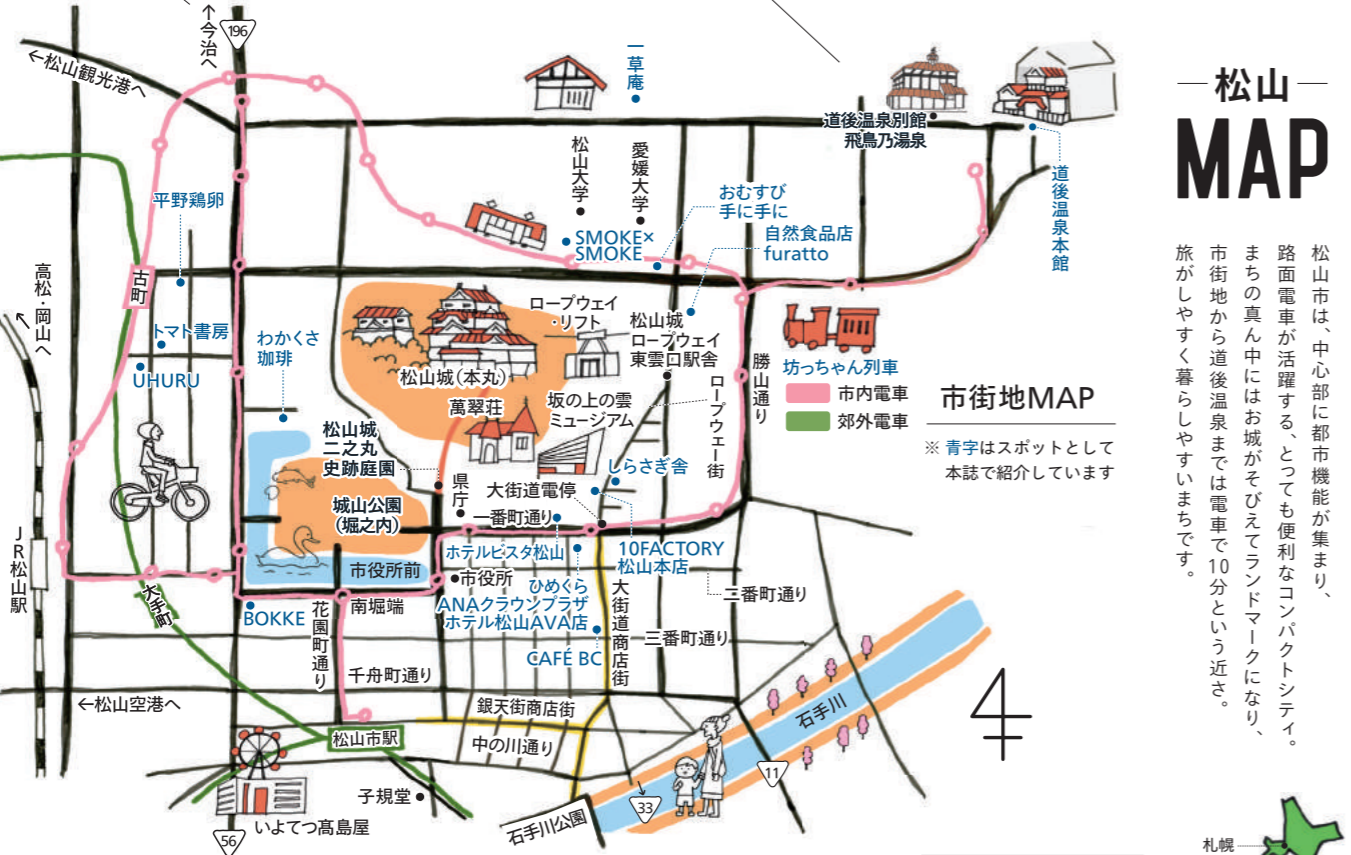 松山
MAP
松山市は、中心部に都市機能が集まり、
路面電車が活躍する、とっても便利なコンパクトシティ。
まちの真ん中にはお城がそびえてランドマークになり、
市街地から道後温泉までは電車で10分という近さ。
旅がしやすく暮らしやすいまちです。
↑今治へ
196
←松山観光港へ
一草庵
道後温泉別館
飛鳥乃湯泉
道後温泉本館
松山大学
愛媛大学
平野鶏卵
おむすび
手に手に
SMOKE×
SMOKE
自然食品店
furatto
高松・岡山へ
古町
ロープウェイ
・リフト
松山城
ロープウェイ
東雲口駅舎
トマト書房
わかくさ
珈琲
UHURU
松山城(本丸)
勝山通り
坊っちゃん列車
市内電車
郊外電車
市街地MAP
※ 青字はスポットとして
本誌で紹介しています
萬翠荘
坂の上の雲
ミュージアム
ロープウェー街
松山城
二之丸
史跡庭園
しらさぎ舎
県庁
大街道電停
城山公園
(堀之内)
一番町通り
ホテルビスタ松山
10FACTORY
松山本店
JR松山駅
市役所前
市役所
ひめくら
ANAクラウンプラザ
ホテル松山AVA店
大手町
BOKKE
南堀端
花園町通り
二番町通り
大街道商店街
三番町通り
CAFÉ BC
千舟町通り
←松山空港へ
銀天街商店街
石手川
松山市駅
中の川通り
11
33
子規堂
いよてつ髙島屋
石手川公園
56
札幌